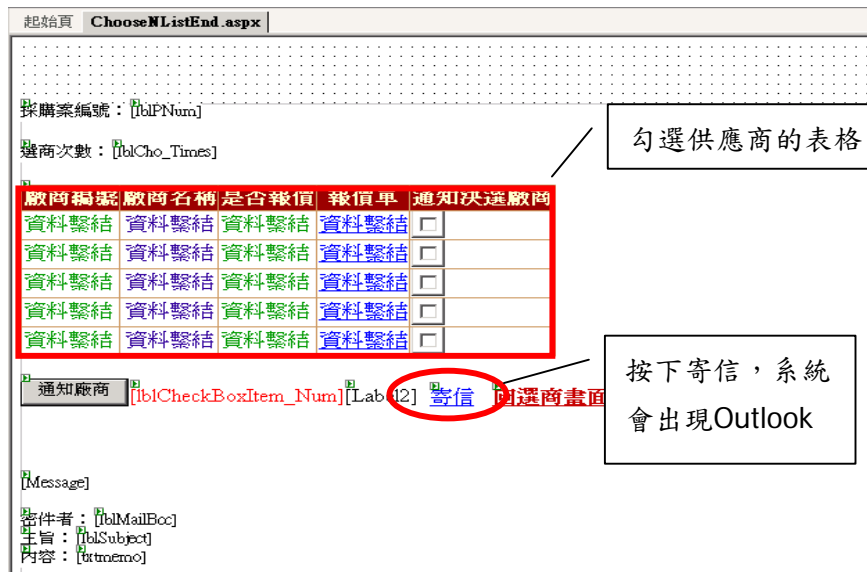 起始頁 ChooseNListEnd.aspx
採購案編號：[lblPNum]
選商次數：[lblCho_Times]
勾選供應商的表格
廠商編號 廠商名稱 是否報價 報價單 通知決選廠商
資料繫結 資料繫結 資料繫結 資料繫結
資料繫結 資料繫結 資料繫結 資料繫結
資料繫結 資料繫結 資料繫結 資料繫結
資料繫結 資料繫結 資料繫結 資料繫結
資料繫結 資料繫結 資料繫結 資料繫結
通知廠商 [lblCheckBoxItem_Num][Label2] 寄信 回選商畫面
按下寄信，系統
會出現Outlook
[Message]
密件者：[lblMailBcc]
主旨：[lblSubject]
內容：[txtmemo]